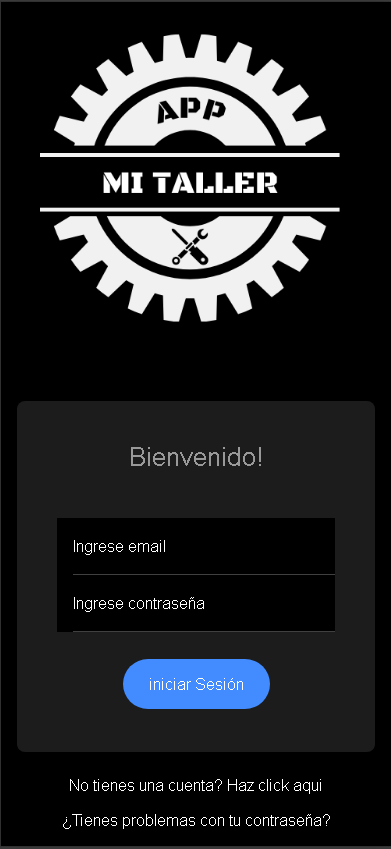 APP
MI TALLER
Bienvenido!
Ingrese email
Ingrese contraseña
iniciar Sesión
No tienes una cuenta? Haz click aqui
¿Tienes problemas con tu contraseña?